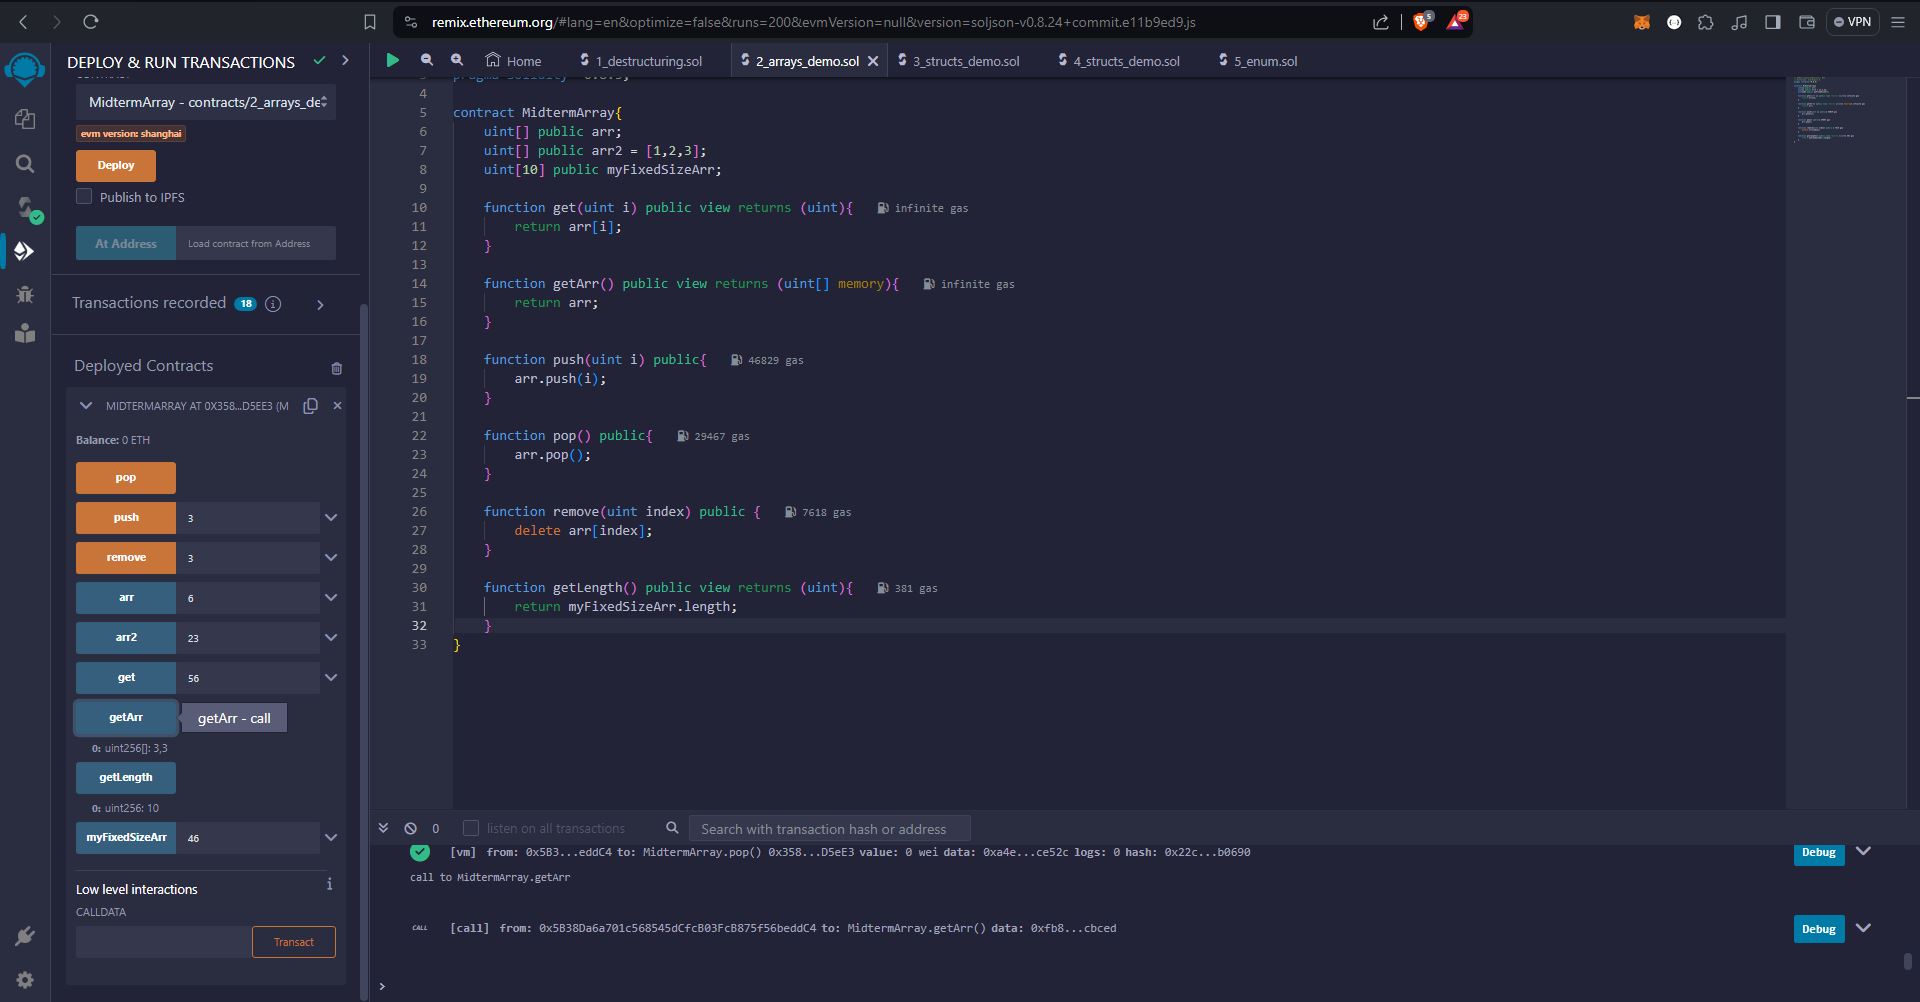 remix.ethereum.org/#lang=en&optimize=false&runs=200&evmVersion=null&version=soljson-v0.8.24+commit.e11b9ed9.js
5
23
VPN
DEPLOY & RUN TRANSACTIONS
CONTRACT
MidtermArray - contracts/2_arrays_de
evm version: shanghai
Deploy
Publish to IPFS
At Address
Load contract from Address
Transactions recorded 18
Deployed Contracts
MIDTERMARRAY AT 0X358...D5EE3 (M
Balance: 0 ETH
pop
push 3
remove 3
arr 6
arr2 23
get 56
getArr
getArr - call
0: uint256[]: 3,3
getLength
0: uint256: 10
myFixedSizeArr 46
Low level interactions
CALLDATA
Transact
Home
1_destructuring.sol
2_arrays_demo.sol
3_structs_demo.sol
4_structs_demo.sol
5_enum.sol
4
5 contract MidtermArray{
6 uint[] public arr;
7 uint[] public arr2 = [1,2,3];
8 uint[10] public myFixedSizeArr;
9
10 function get(uint i) public view returns (uint){ infinite gas
11 return arr[i];
12 }
13
14 function getArr() public view returns (uint[] memory){ infinite gas
15 return arr;
16 }
17
18 function push(uint i) public{ 46829 gas
19 arr.push(i);
20 }
21
22 function pop() public{ 29467 gas
23 arr.pop();
24 }
25
26 function remove(uint index) public { 7618 gas
27 delete arr[index];
28 }
29
30 function getLength() public view returns (uint){ 381 gas
31 return myFixedSizeArr.length;
32 }
33 }
0 listen on all transactions
Search with transaction hash or address
[vm] from: 0x5B3...eddC4 to: MidtermArray.pop() 0x358...D5eE3 value: 0 wei data: 0xa4e...ce52c logs: 0 hash: 0x22c...b0690
Debug
call to MidtermArray.getArr
CALL [call] from: 0x5B38Da6a701c568545dCfcB03FcB875f56beddC4 to: MidtermArray.getArr() data: 0xfb8...cbced
Debug
>